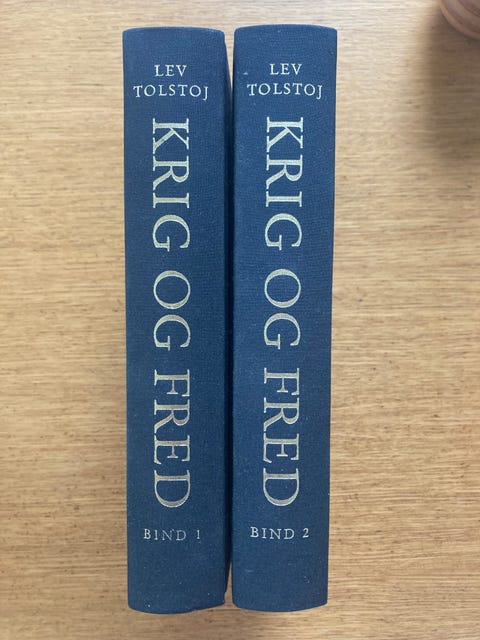 LEV
TOLSTOJ
KRIG OG FRED
BIND 1
LEV
TOLSTOJ
KRIG OG FRED
BIND 2